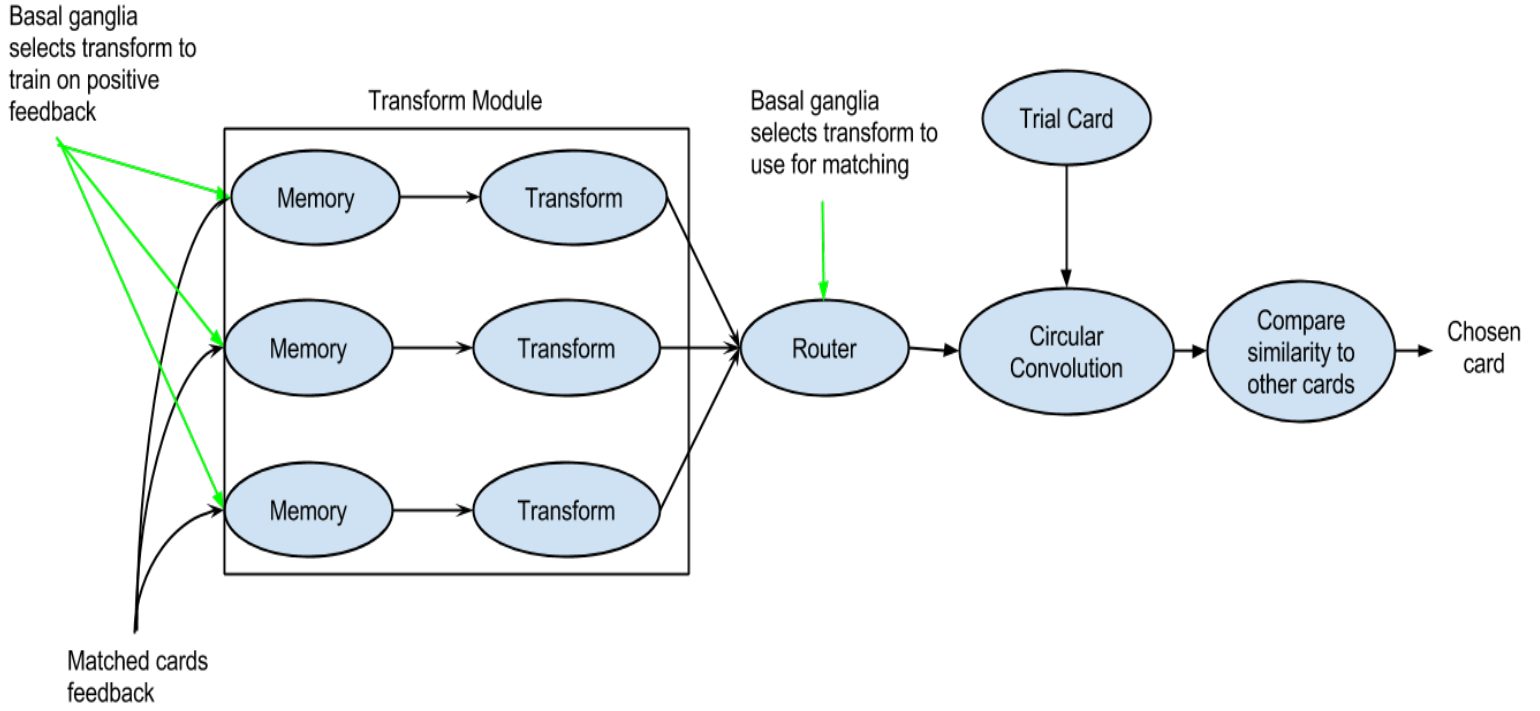 Basal ganglia
selects transform to
train on positive
feedback
Transform Module
Basal ganglia
selects transform to
use for matching
Trial Card
Memory
Transform
Memory
Transform
Router
Circular
Convolution
Compare
similarity to
other cards
Chosen
card
Memory
Transform
Matched cards
feedback